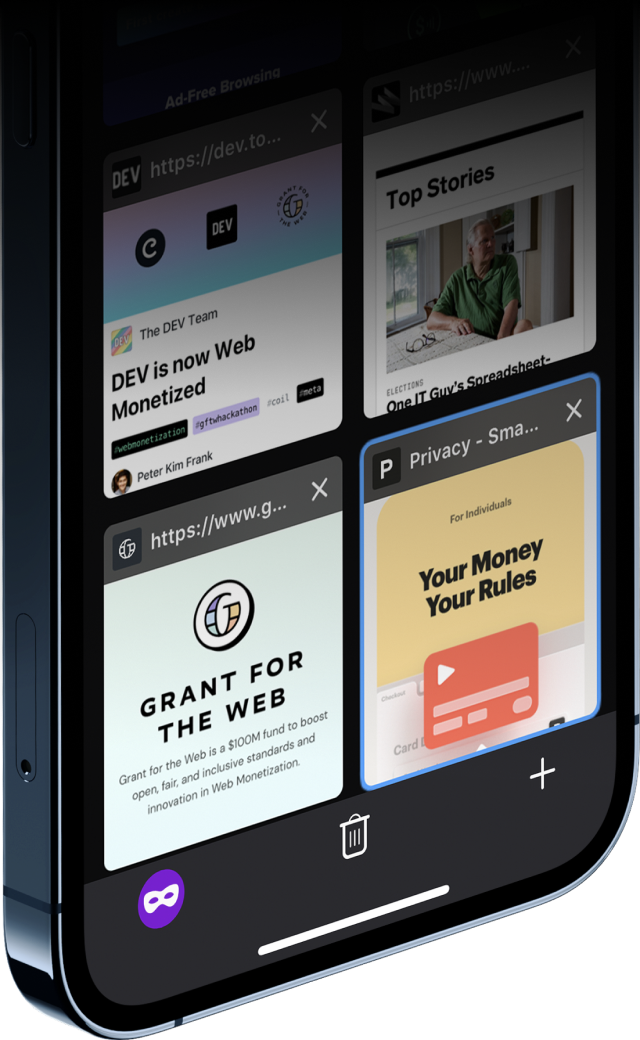 Ad-Free Browsing
DEV
https://dev.to...
DEV
GRANT FOR THE WEB
DEV
The DEV Team
DEV is now Web
Monetized
#webmonetization #gftwhackathon #coil #meta
Peter Kim Frank
https://www....
Top Stories
ELECTIONS
One IT Guy's Spreadsheet-
https://www.g...
GRANT FOR
THE WEB
Grant for the Web is a $100M fund to boost
open, fair, and inclusive standards and
innovation in Web Monetization.
P Privacy - Sma...
For Individuals
Your Money
Your Rules
Checkout
Card